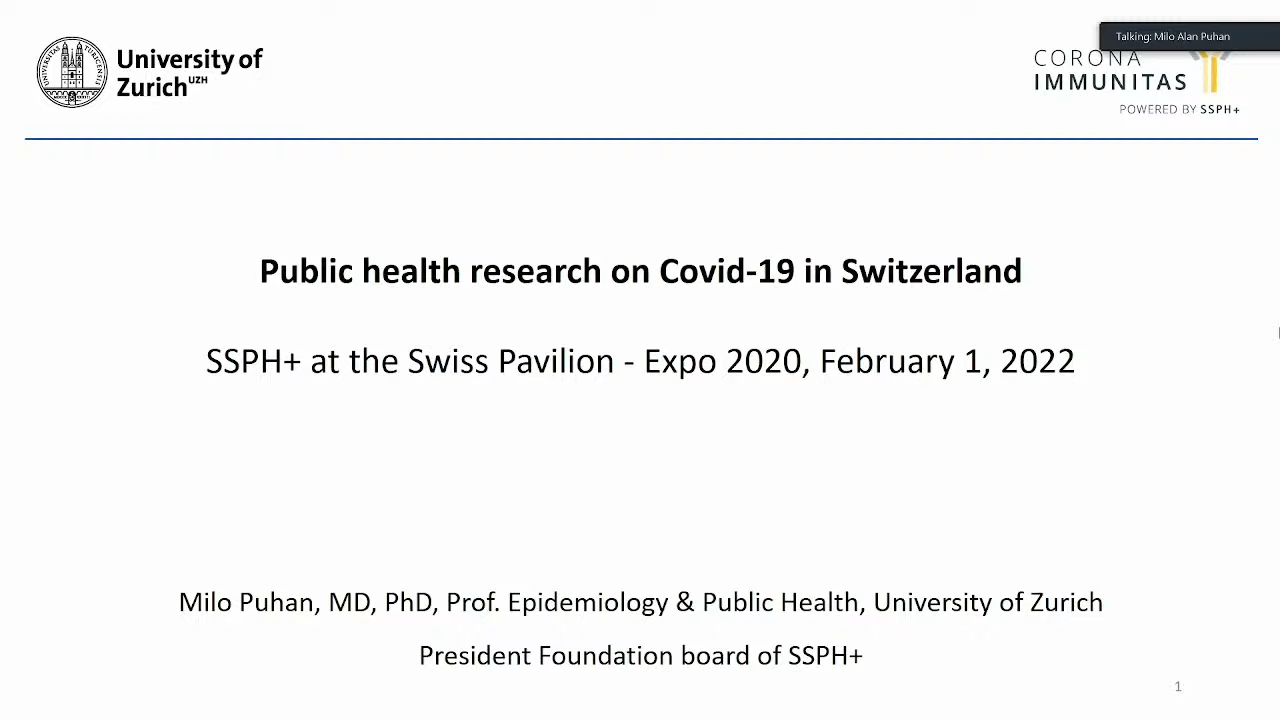 University of
Zurich UZH
Talking: Milo Alan Puhan
CORONA
IMMUNITAS
POWERED BY SSPH+
Public health research on Covid-19 in Switzerland
SSPH+ at the Swiss Pavilion - Expo 2020, February 1, 2022
Milo Puhan, MD, PhD, Prof. Epidemiology & Public Health, University of Zurich
President Foundation board of SSPH+
1